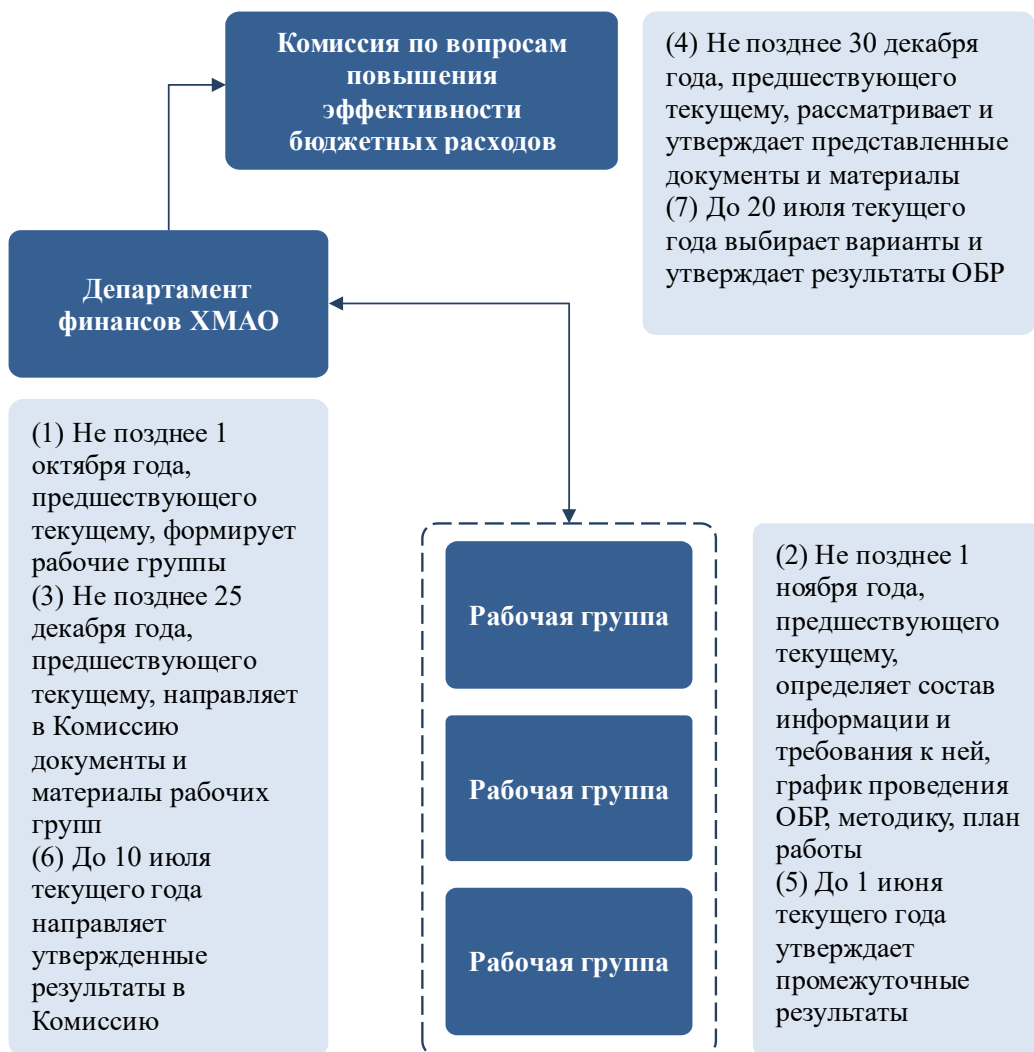 Комиссия по вопросам
повышения
эффективности
бюджетных расходов
(4) Не позднее 30 декабря
года, предшествующего
текущему, рассматривает и
утверждает представленные
документы и материалы
(7) До 20 июля текущего
года выбирает варианты и
утверждает результаты ОБР
Департамент
финансов ХМАО
(1) Не позднее 1
октября года,
предшествующего
текущему, формирует
рабочие группы
(3) Не позднее 25
декабря года,
предшествующего
текущему, направляет
в Комиссию
документы и
материалы рабочих
групп
(6) До 10 июля
текущего года
направляет
утвержденные
результаты в
Комиссию
Рабочая группа
Рабочая группа
Рабочая группа
(2) Не позднее 1
ноября года,
предшествующего
текущему,
определяет состав
информации и
требования к ней,
график проведения
ОБР, методику, план
работы
(5) До 1 июня
текущего года
утверждает
промежуточные
результаты